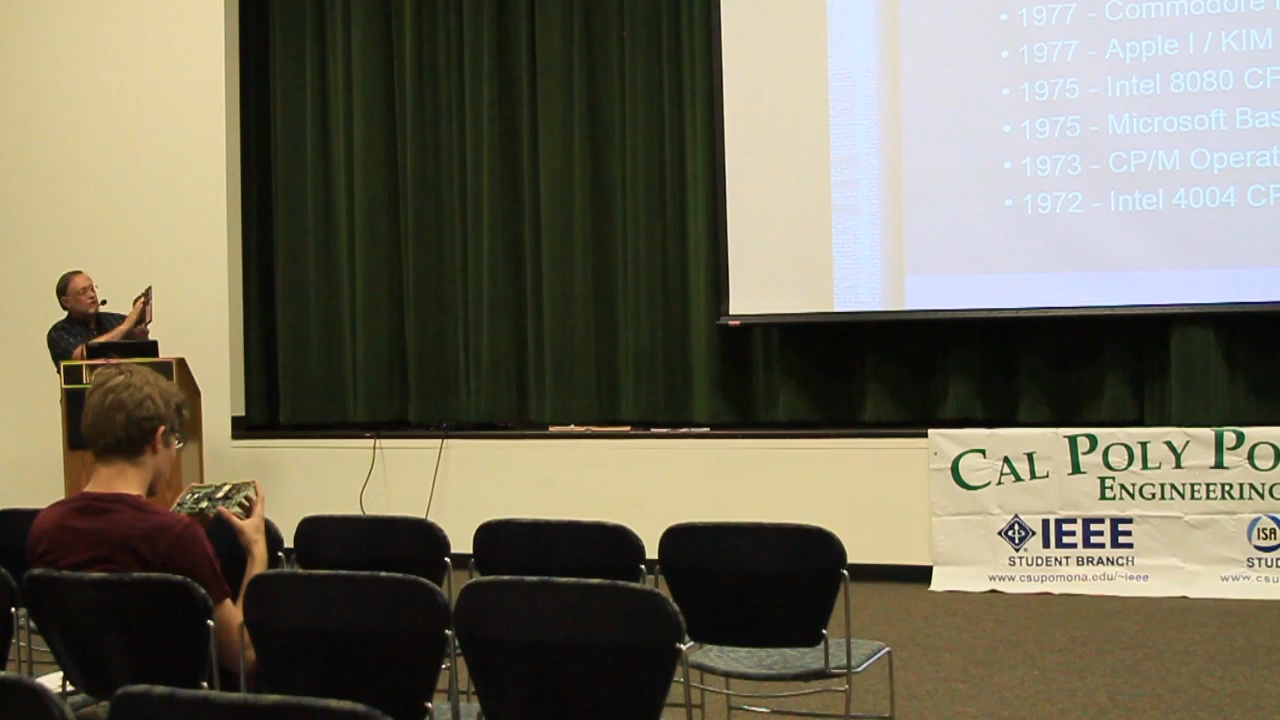 • 1977 - Commodore
• 1977 - Apple I / KIM
• 1975 - Intel 8080 CP
• 1975 - Microsoft Bas
• 1973 - CP/M Operat
• 1972 - Intel 4004 CP
CAL POLY PO
ENGINEERING
IEEE
STUDENT BRANCH
www.csupomona.edu/~ieee
ISA
STUD
www.csu